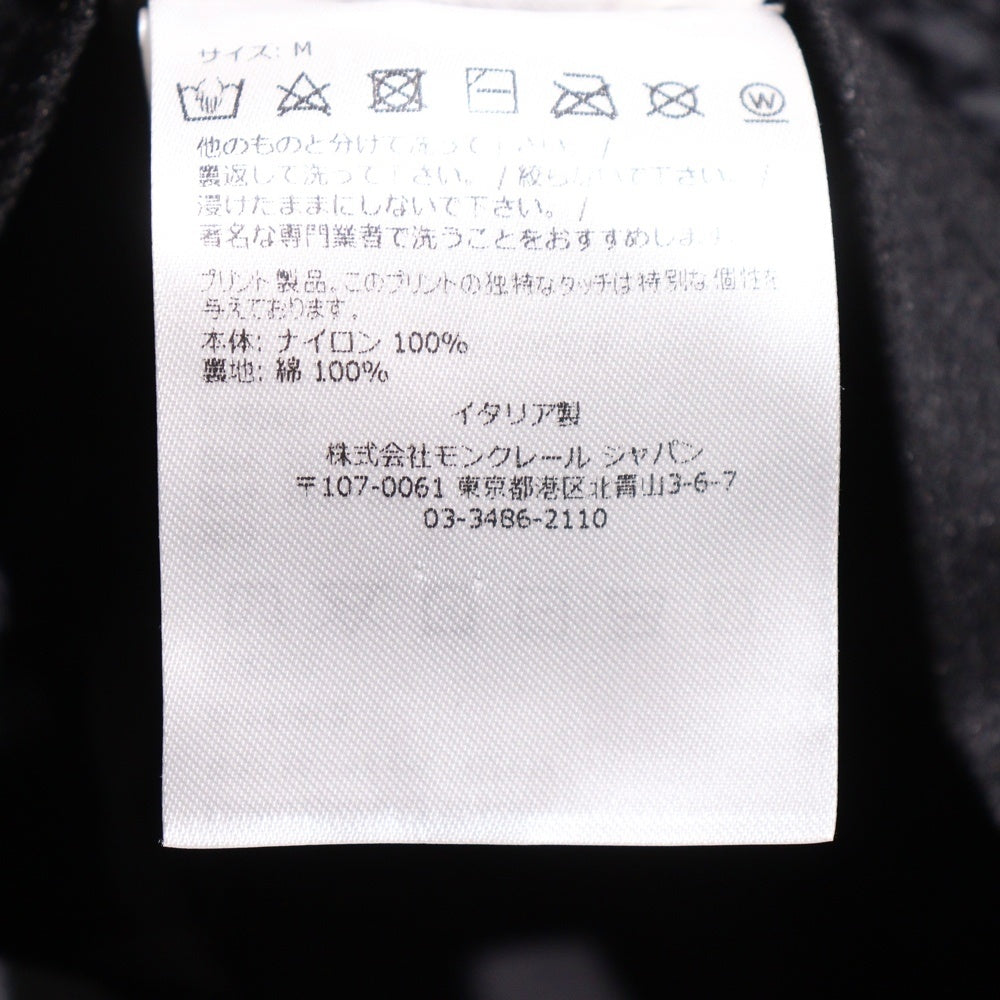 サイズ: M
W
他のものと分けて洗って下さい。 /
裏返して洗って下さい。 / 絞らないで下さい。 /
浸けたままにしないで下さい。 /
著名な専門業者で洗うことをおすすめします。
プリント製品。このプリントの独特なタッチは特別な個性を
与えております。
本体: ナイロン 100%
裏地: 綿 100%
イタリア製
株式会社モンクレール ジャパン
〒107-0061 東京都港区北青山3-6-7
03-3486-2110